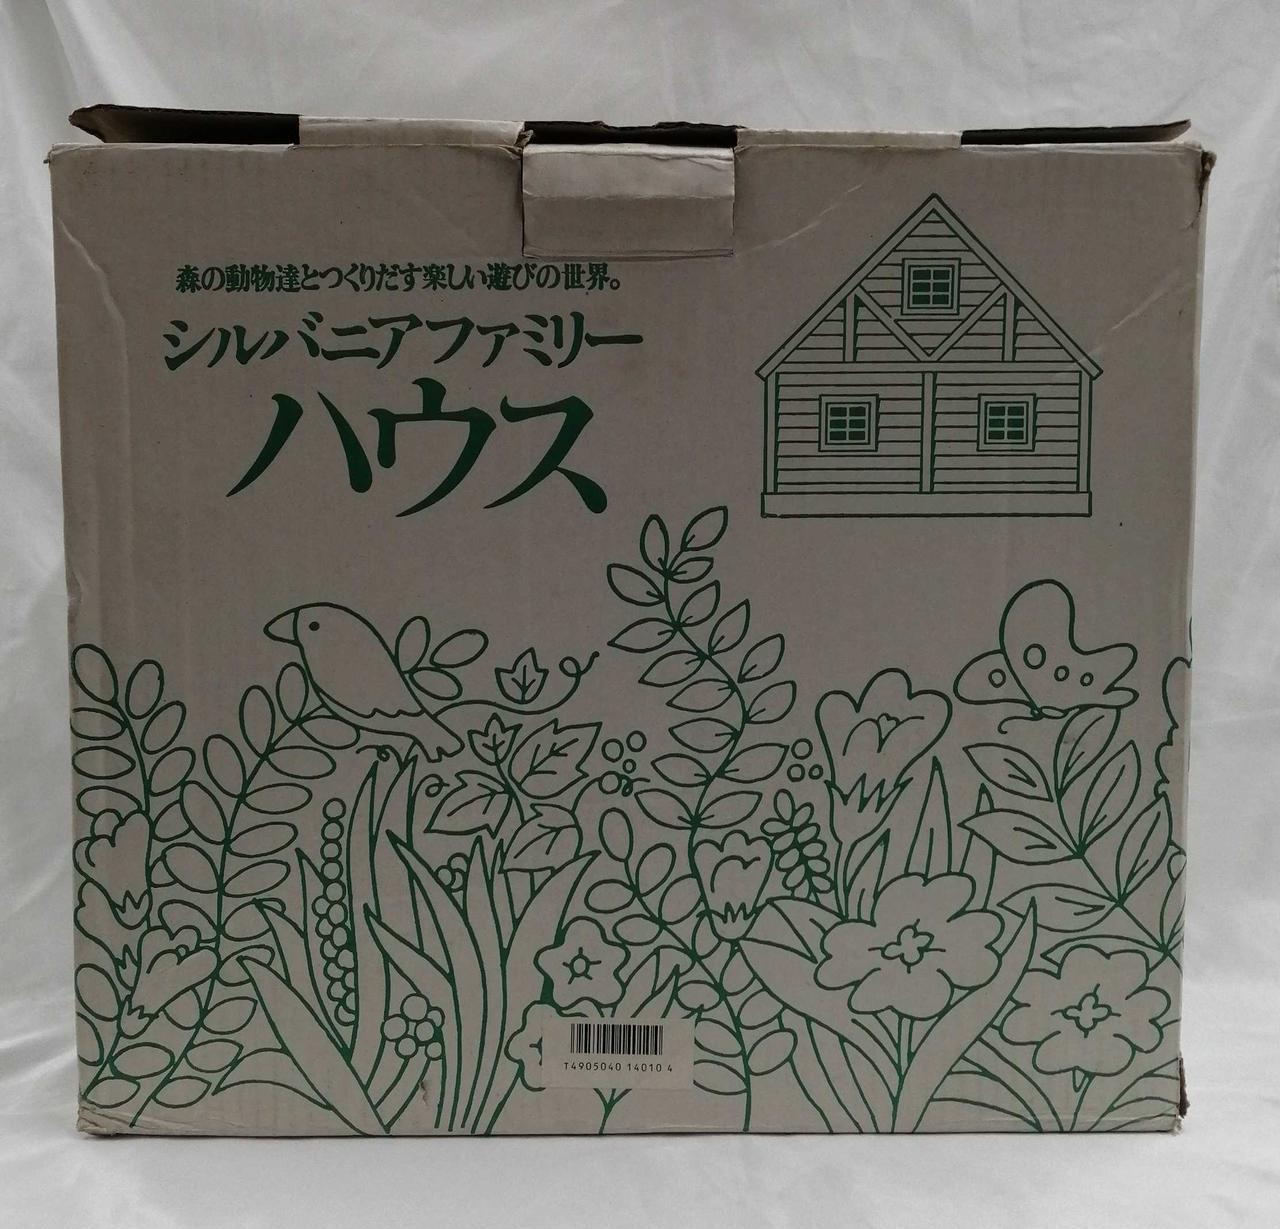 森の動物達とつくりだす楽しい遊びの世界。
シルバニアファミリー
ハウス
T4905040 14010 4